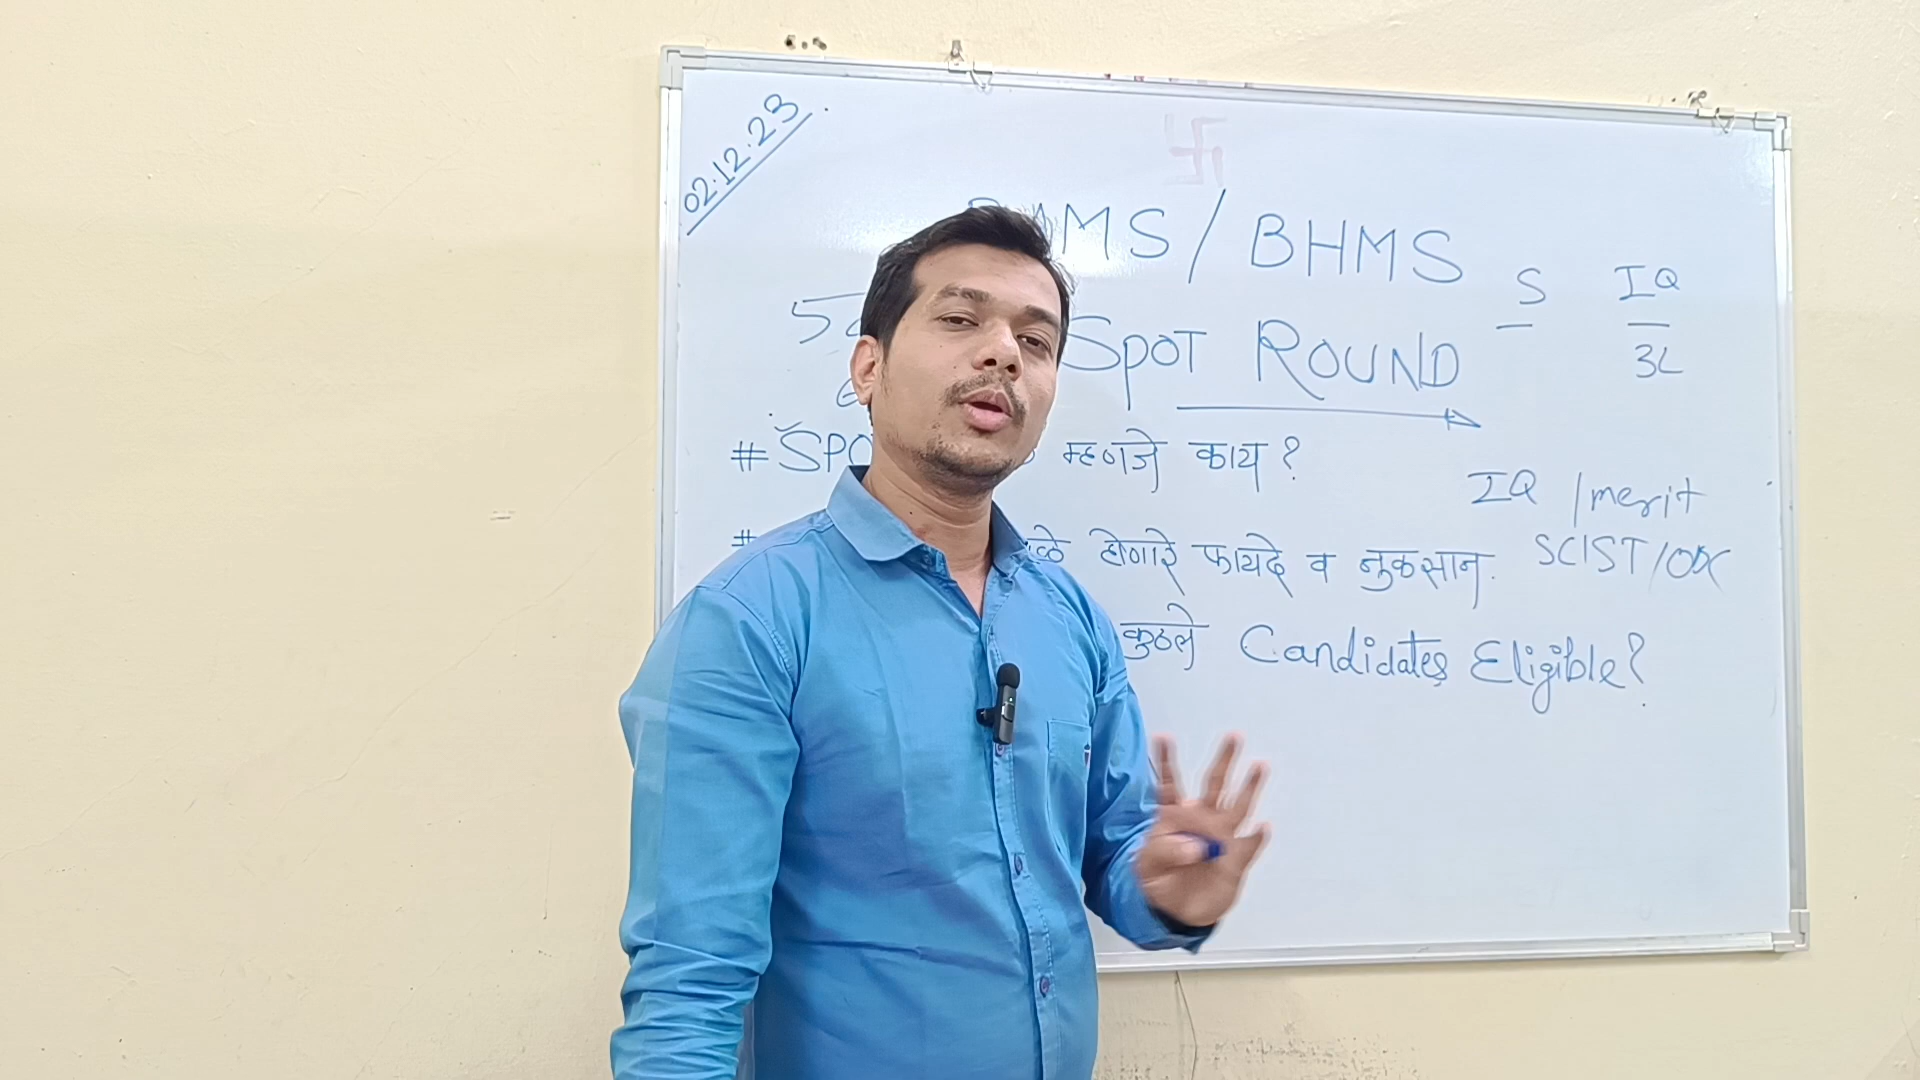 02.12.23
BHMS
S
IQ
SPOT ROUND
3L
म्हणजे काय?
IQ / merit
होणारे फायदे व नुकसान.
SC/ST/OBC
कुठले Candidates Eligible?